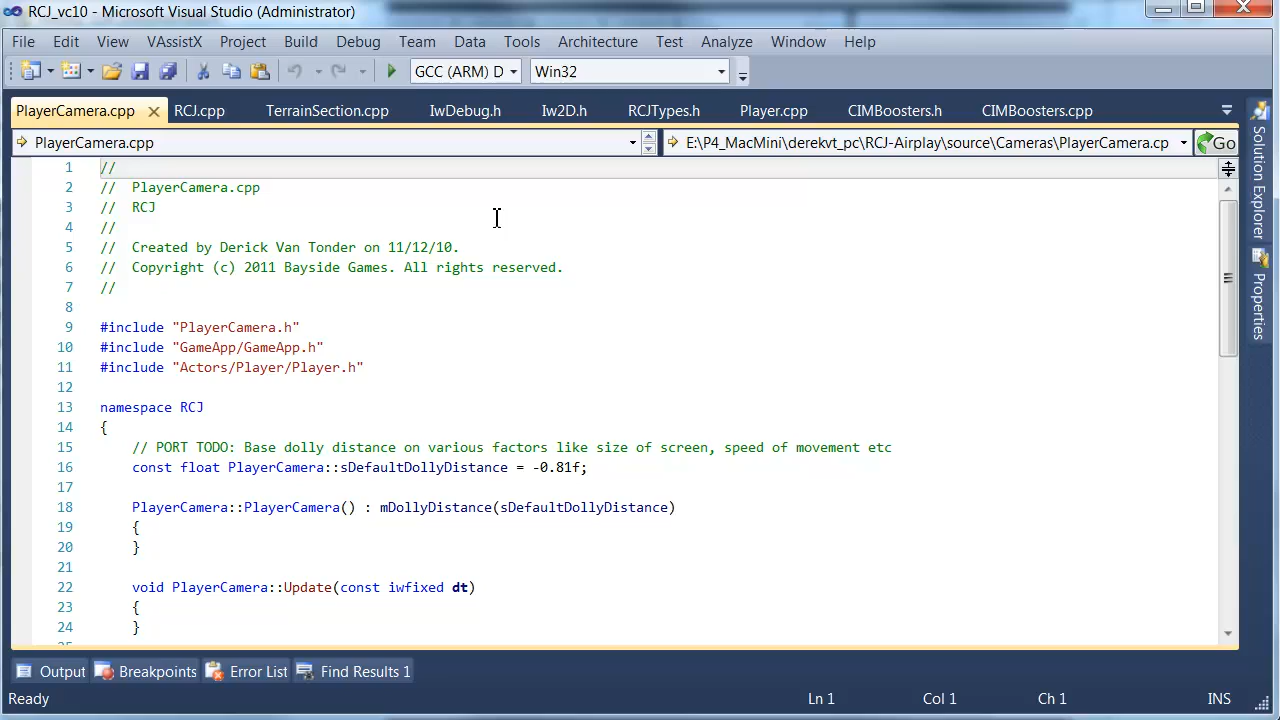 RCJ_vc10 - Microsoft Visual Studio (Administrator)
File Edit View VAssistX Project Build Debug Team Data Tools Architecture Test Analyze Window Help
GCC (ARM) D Win32
PlayerCamera.cpp RCJ.cpp TerrainSection.cpp IwDebug.h Iw2D.h RCJTypes.h Player.cpp CIMBoosters.h CIMBoosters.cpp
PlayerCamera.cpp E:\P4_MacMini\derekvt_pc\RCJ-Airplay\source\Cameras\PlayerCamera.cp Go
1 //
2 // PlayerCamera.cpp
3 // RCJ
4 //
5 // Created by Derick Van Tonder on 11/12/10.
6 // Copyright (c) 2011 Bayside Games. All rights reserved.
7 //
8
9 #include "PlayerCamera.h"
10 #include "GameApp/GameApp.h"
11 #include "Actors/Player/Player.h"
12
13 namespace RCJ
14 {
15 // PORT TODO: Base dolly distance on various factors like size of screen, speed of movement etc
16 const float PlayerCamera::sDefaultDollyDistance = -0.81f;
17
18 PlayerCamera::PlayerCamera() : mDollyDistance(sDefaultDollyDistance)
19 {
20 }
21
22 void PlayerCamera::Update(const iwfixed dt)
23 {
24 }
Solution Explorer
Properties
Output Breakpoints Error List Find Results 1
Ready Ln 1 Col 1 Ch 1 INS